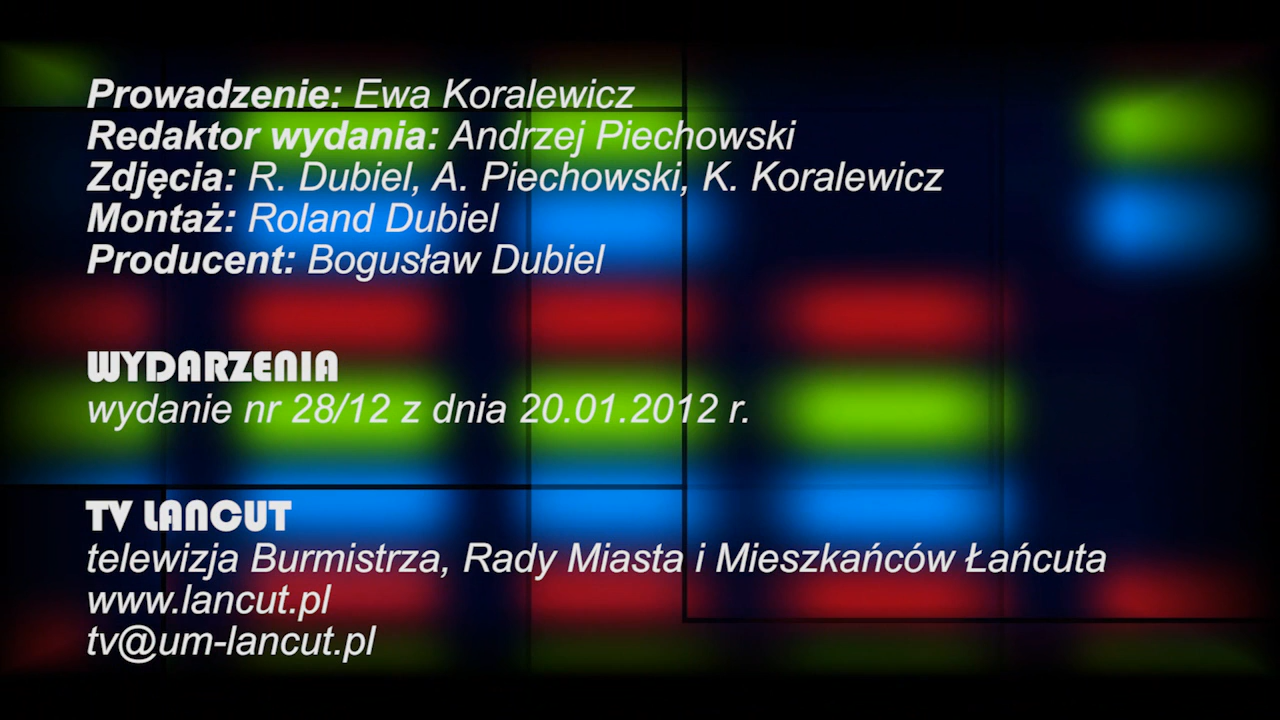 Prowadzenie: Ewa Koralewicz
Redaktor wydania: Andrzej Piechowski
Zdjęcia: R. Dubiel, A. Piechowski, K. Koralewicz
Montaż: Roland Dubiel
Producent: Bogusław Dubiel
WYDARZENIA
wydanie nr 28/12 z dnia 20.01.2012 r.
TV LANCUT
telewizja Burmistrza, Rady Miasta i Mieszkańców Łańcuta
www.lancut.pl
tv@um-lancut.pl